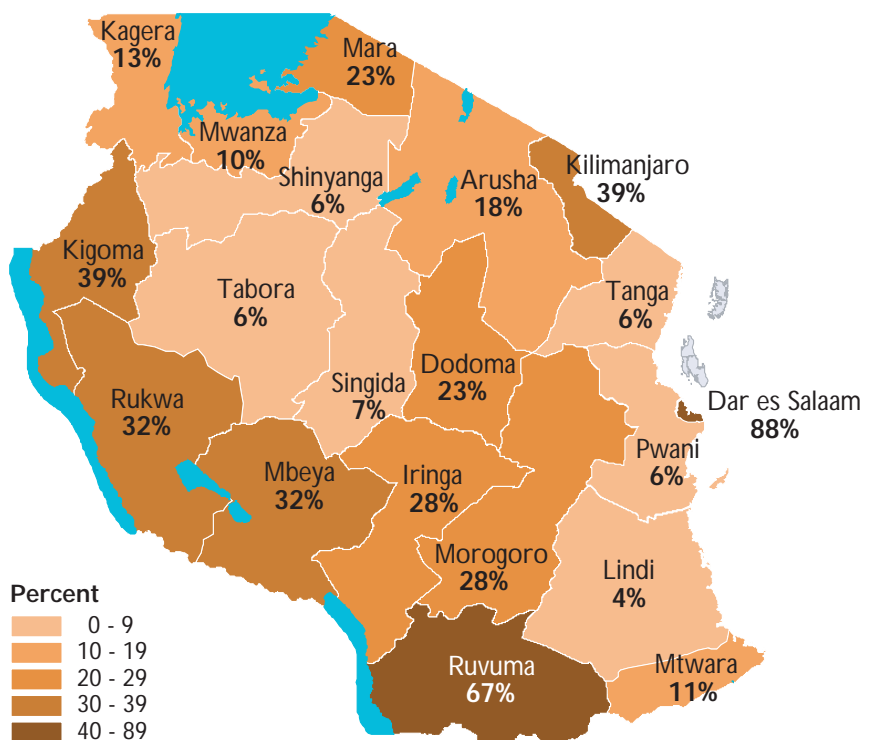 Kagera
13%
Mara
23%
Mwanza
10%
Shinyanga
6%
Arusha
18%
Kilimanjaro
39%
Kigoma
39%
Tabora
6%
Singida
7%
Dodoma
23%
Tanga
6%
Dar es Salaam
88%
Pwani
6%
Rukwa
32%
Mbeya
32%
Iringa
28%
Morogoro
28%
Lindi
4%
Ruvuma
67%
Mtwara
11%
Percent
0 - 9
10 - 19
20 - 29
30 - 39
40 - 89